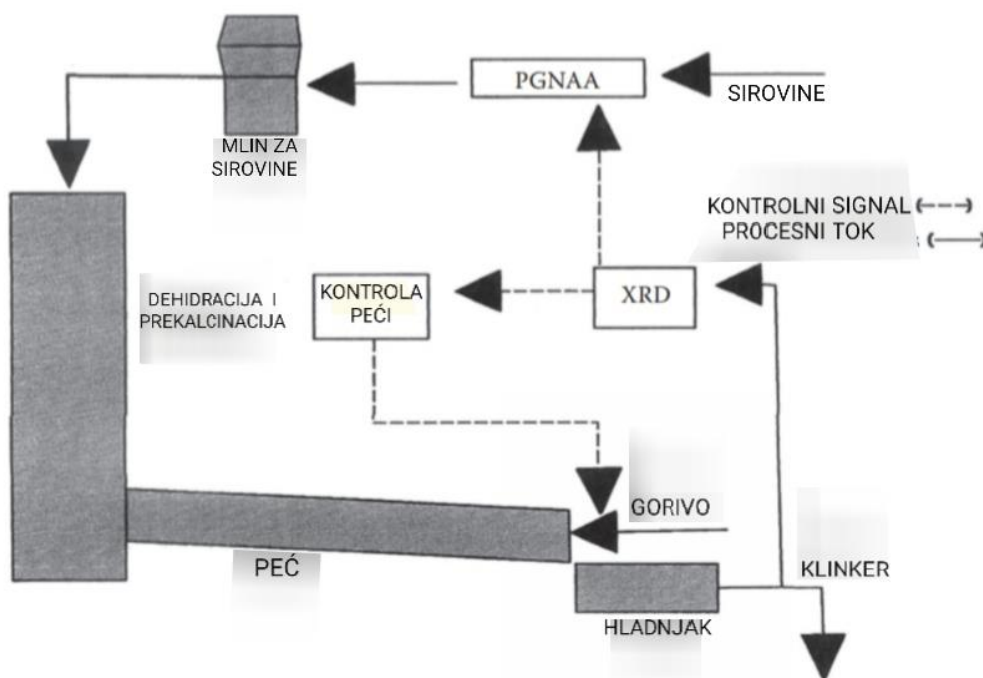 PGNAA
SIROVINE
MLIN ZA
SIROVINE
KONTROLNI SIGNAL (---)
PROCESNI TOK (—)
DEHIDRACIJA I
PREKALCINACIJA
KONTROLA
PEĆI
XRD
GORIVO
PEĆ
KLINKER
HLADNJAK